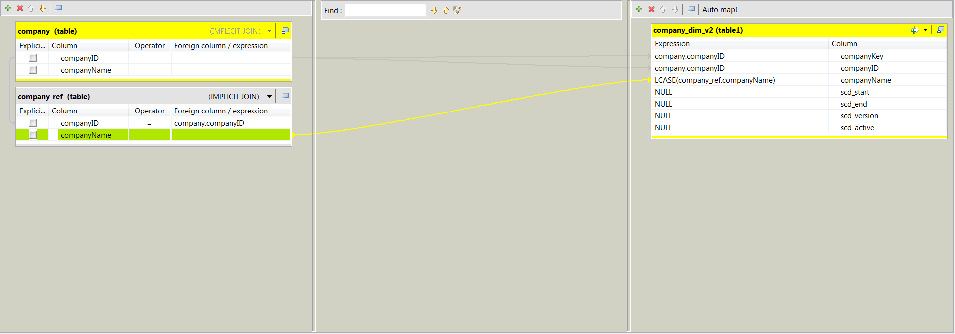 company (table) (IMPLICIT JOIN)
Explici... Column Operator Foreign column / expression
companyID
companyName
company_ref (table) (IMPLICIT JOIN)
Explici... Column Operator Foreign column / expression
companyID = company.companyID
companyName
Find :
Auto map!
company_dim_v2 (table1)
Expression Column
company.companyID companyKey
company.companyID companyID
LCASE(company_ref.companyName) companyName
NULL scd_start
NULL scd_end
NULL scd_version
NULL scd_active